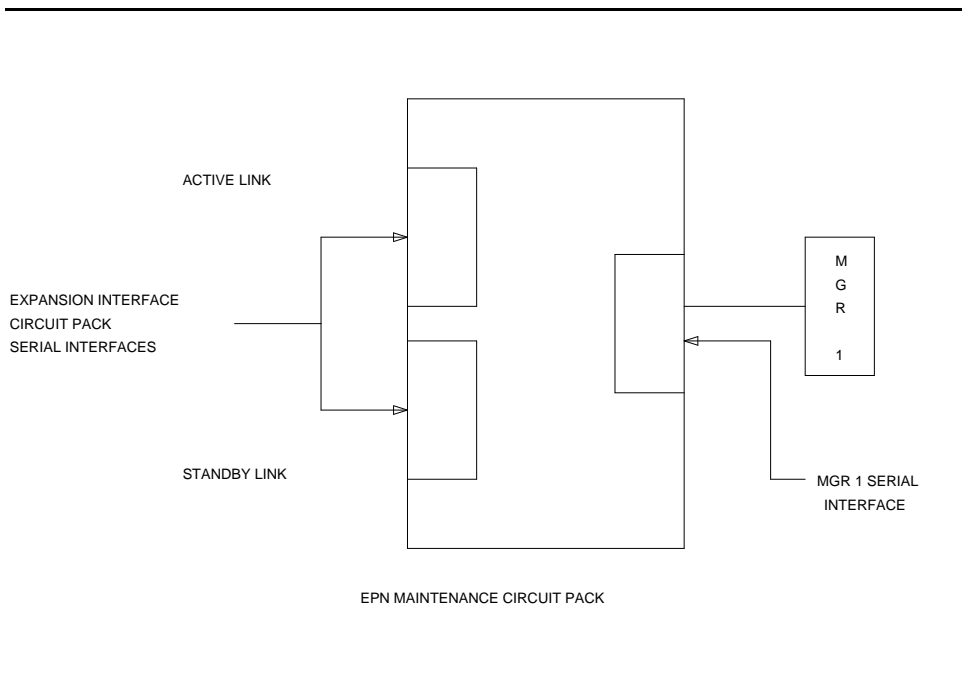 ACTIVE LINK
EXPANSION INTERFACE
CIRCUIT PACK
SERIAL INTERFACES
STANDBY LINK
M
G
R
1
MGR 1 SERIAL
INTERFACE
EPN MAINTENANCE CIRCUIT PACK